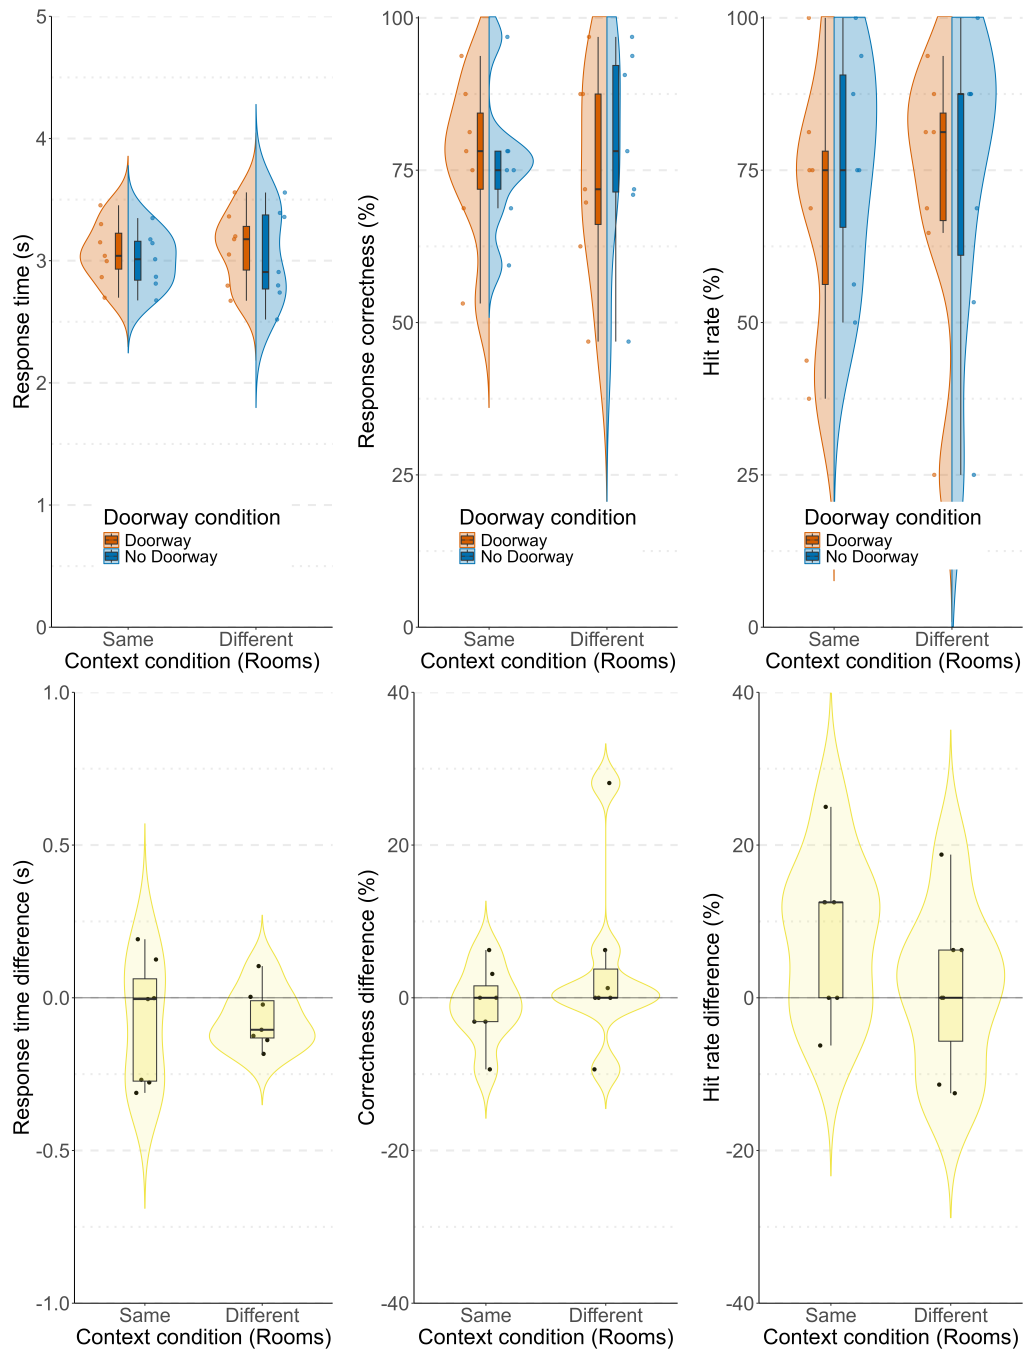 5
4
3
2
1
0
Response time (s)
Doorway condition
Doorway
No Doorway
Same
Different
Context condition (Rooms)
100
75
50
25
0
Response correctness (%)
Doorway condition
Doorway
No Doorway
Same
Different
Context condition (Rooms)
100
75
50
25
0
Hit rate (%)
Doorway condition
Doorway
No Doorway
Same
Different
Context condition (Rooms)
1.0
0.5
0.0
-0.5
-1.0
Response time difference (s)
Same
Different
Context condition (Rooms)
40
20
0
-20
-40
Correctness difference (%)
Same
Different
Context condition (Rooms)
40
20
0
-20
-40
Hit rate difference (%)
Same
Different
Context condition (Rooms)